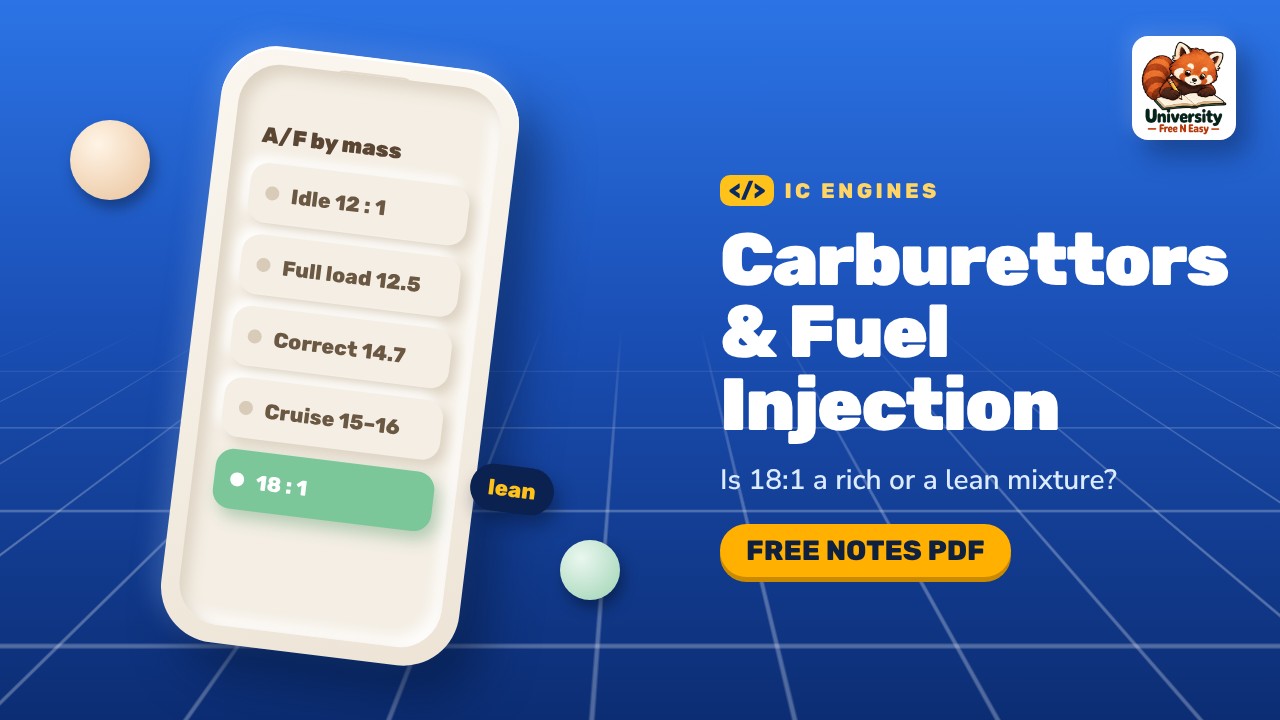 A/F by mass
Idle 12 : 1
Full load 12.5
Correct 14.7
Cruise 15–16
18 : 1
lean
University
Free N Easy
</> IC ENGINES
Carburettors
& Fuel
Injection
Is 18:1 a rich or a lean mixture?
FREE NOTES PDF